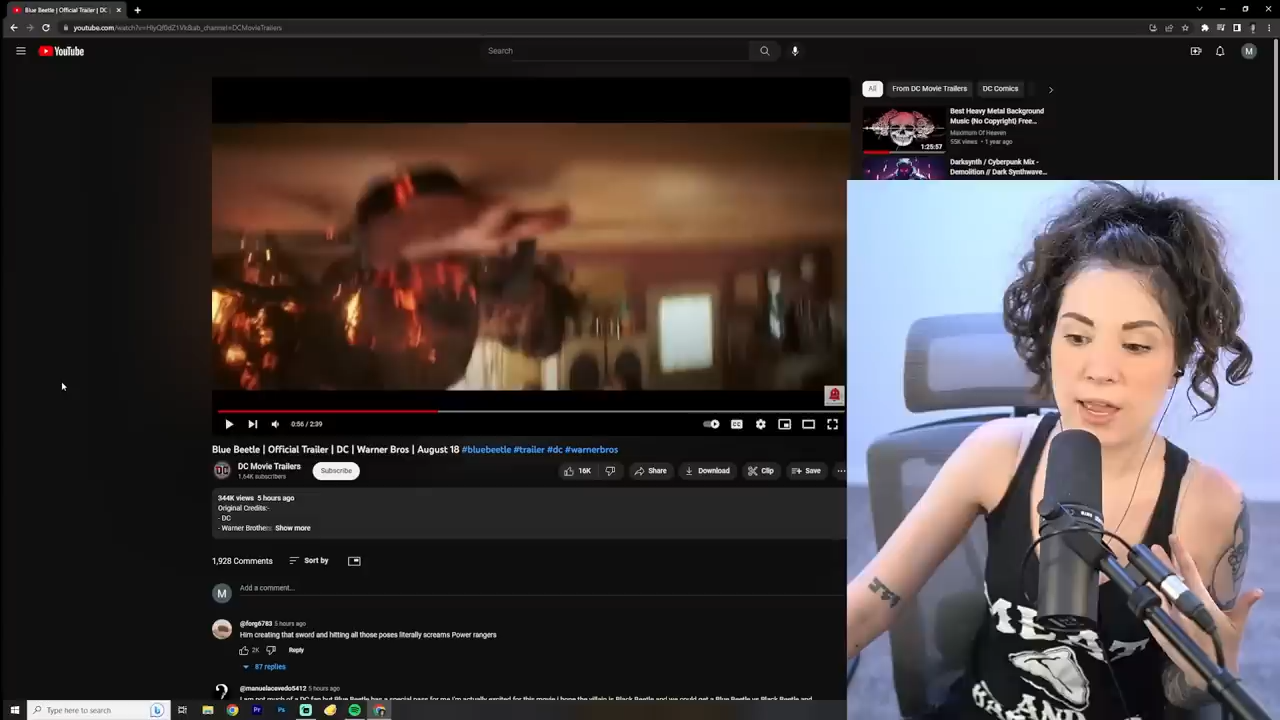 Blue Beetle | Official Trailer | DC |
youtube.com
YouTube
Search
M
All
From DC Movie Trailers
DC Comics
Best Heavy Metal Background
Music (No Copyright) Free...
Maximum Of Heaven
55K views • 1 year ago
1:25:57
Darksynth / Cyberpunk Mix -
Demolition // Dark Synthwave...
0:56 / 2:39
Blue Beetle | Official Trailer | DC | Warner Bros | August 18 #bluebeetle #trailer #dc #warnerbros
DC Movie Trailers
1.64K subscribers
Subscribe
16K
Share
Download
Clip
Save
344K views 5 hours ago
Original Credits:-
- DC
- Warner Brothers
Show more
1,928 Comments
Sort by
M
Add a comment...
@forg6783 5 hours ago
Him creating that sword and hitting all those poses literally screams Power rangers
2K
Reply
87 replies
@manuelacevedo5412 5 hours ago
Type here to search